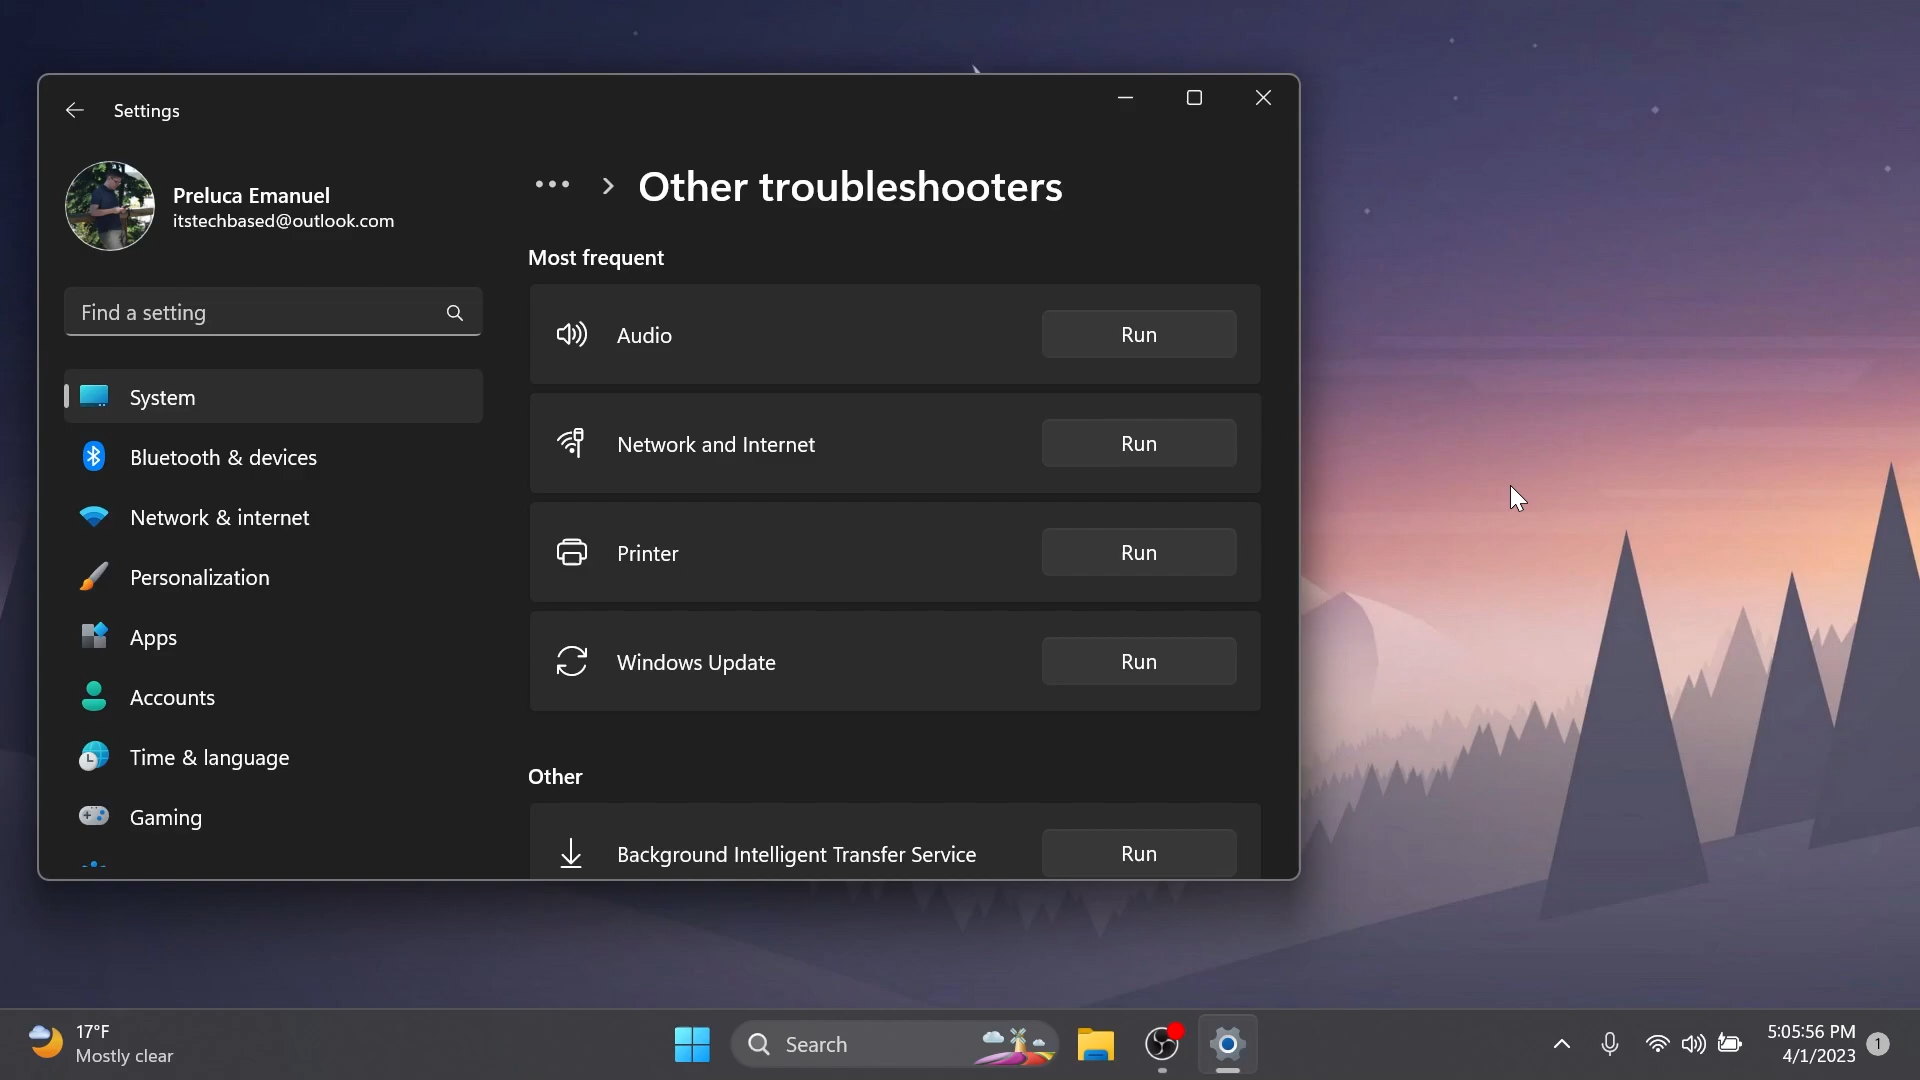 Settings
Preluca Emanuel
itstechbased@outlook.com
Find a setting
System
Bluetooth & devices
Network & internet
Personalization
Apps
Accounts
Time & language
Gaming
Other troubleshooters
Most frequent
Audio Run
Network and Internet Run
Printer Run
Windows Update Run
Other
Background Intelligent Transfer Service Run
17°F
Mostly clear
Search
5:05:56 PM
4/1/2023
1